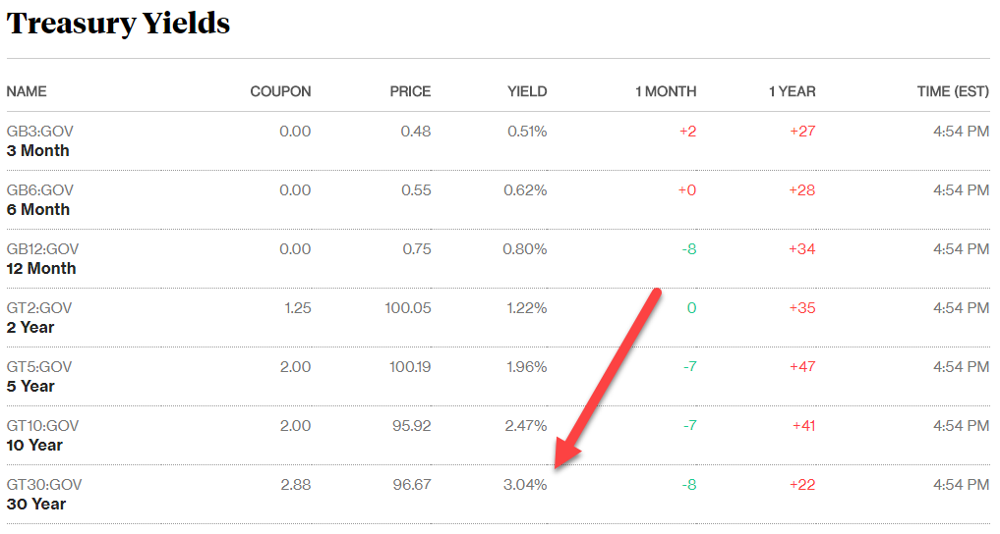 Treasury Yields
NAME COUPON PRICE YIELD 1 MONTH 1 YEAR TIME (EST)
GB3:GOV 0.00 0.48 0.51% +2 +27 4:54 PM
3 Month
GB6:GOV 0.00 0.55 0.62% +0 +28 4:54 PM
6 Month
GB12:GOV 0.00 0.75 0.80% -8 +34 4:54 PM
12 Month
GT2:GOV 1.25 100.05 1.22% 0 +35 4:54 PM
2 Year
GT5:GOV 2.00 100.19 1.96% -7 +47 4:54 PM
5 Year
GT10:GOV 2.00 95.92 2.47% -7 +41 4:54 PM
10 Year
GT30:GOV 2.88 96.67 3.04% -8 +22 4:54 PM
30 Year